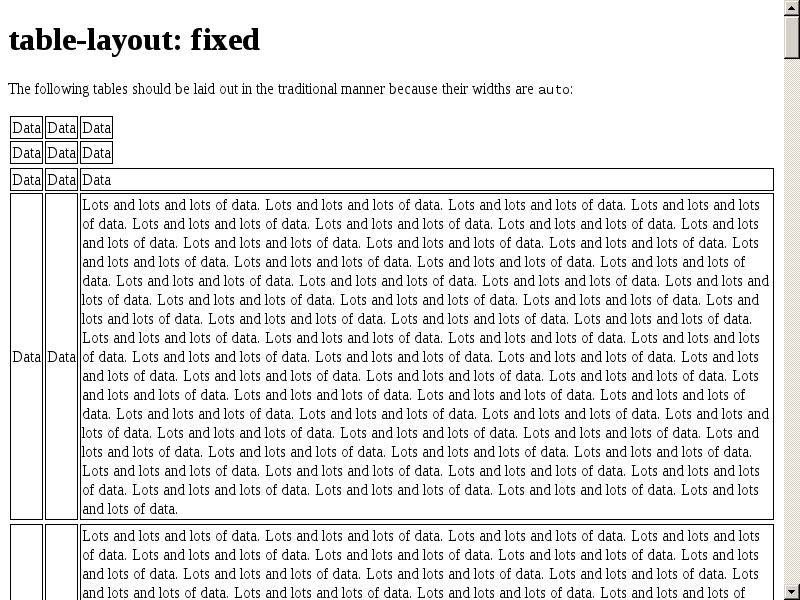 table-layout: fixed
The following tables should be laid out in the traditional manner because their widths are auto:
Data Data Data
Data Data Data
Data Data Data
Lots and lots and lots of data. Lots and lots and lots of data. Lots and lots and lots of data. Lots and lots and lots
of data. Lots and lots and lots of data. Lots and lots and lots of data. Lots and lots and lots of data. Lots and lots
and lots of data. Lots and lots and lots of data. Lots and lots and lots of data. Lots and lots and lots of data. Lots
and lots and lots of data. Lots and lots and lots of data. Lots and lots and lots of data. Lots and lots and lots of
data. Lots and lots and lots of data. Lots and lots and lots of data. Lots and lots and lots of data. Lots and lots and
lots of data. Lots and lots and lots of data. Lots and lots and lots of data. Lots and lots and lots of data. Lots and
lots and lots of data. Lots and lots and lots of data. Lots and lots and lots of data. Lots and lots and lots of data.
Lots and lots and lots of data. Lots and lots and lots of data. Lots and lots and lots of data. Lots and lots and lots
Data Data of data. Lots and lots and lots of data. Lots and lots and lots of data. Lots and lots and lots of data. Lots and lots
and lots of data. Lots and lots and lots of data. Lots and lots and lots of data. Lots and lots and lots of data. Lots
and lots and lots of data. Lots and lots and lots of data. Lots and lots and lots of data. Lots and lots and lots of
data. Lots and lots and lots of data. Lots and lots and lots of data. Lots and lots and lots of data. Lots and lots and
lots of data. Lots and lots and lots of data. Lots and lots and lots of data. Lots and lots and lots of data. Lots and
lots and lots of data. Lots and lots and lots of data. Lots and lots and lots of data. Lots and lots and lots of data.
Lots and lots and lots of data. Lots and lots and lots of data. Lots and lots and lots of data. Lots and lots and lots
of data. Lots and lots and lots of data. Lots and lots and lots of data. Lots and lots and lots of data. Lots and lots
and lots of data.
Lots and lots and lots of data. Lots and lots and lots of data. Lots and lots and lots of data. Lots and lots and lots
of data. Lots and lots and lots of data. Lots and lots and lots of data. Lots and lots and lots of data. Lots and lots
and lots of data. Lots and lots and lots of data. Lots and lots and lots of data. Lots and lots and lots of data. Lots
and lots and lots of data. Lots and lots and lots of data. Lots and lots and lots of data. Lots and lots and lots of